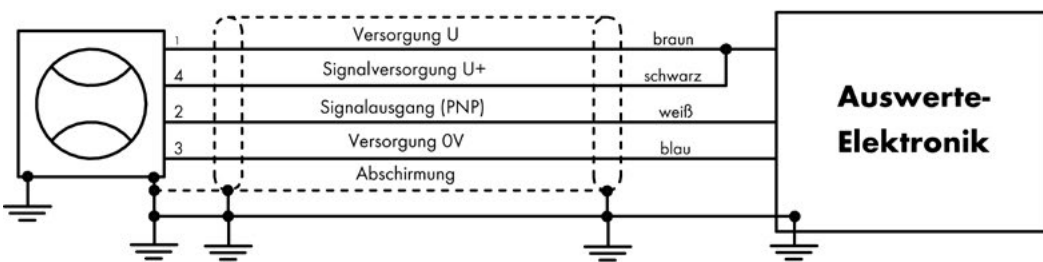 1 Versorgung U braun
4 Signalversorgung U+ schwarz
2 Signalausgang (PNP) weiß
3 Versorgung 0V blau
Abschirmung
Auswerte-
Elektronik